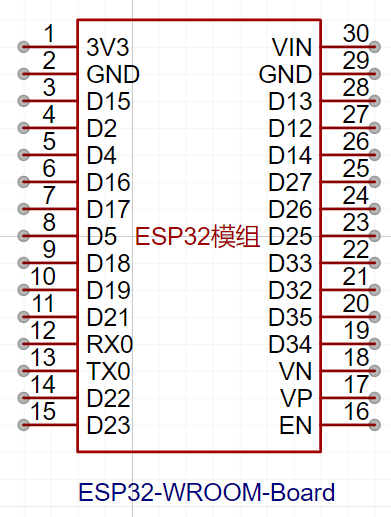 1 3V3 VIN 30
2 GND GND 29
3 D15 D13 28
4 D2 D12 27
5 D4 D14 26
6 D16 D27 25
7 D17 D26 24
8 D5 ESP32模组 D25 23
9 D18 D33 22
10 D19 D32 21
11 D21 D35 20
12 RX0 D34 19
13 TX0 VN 18
14 D22 VP 17
15 D23 EN 16
ESP32-WROOM-Board